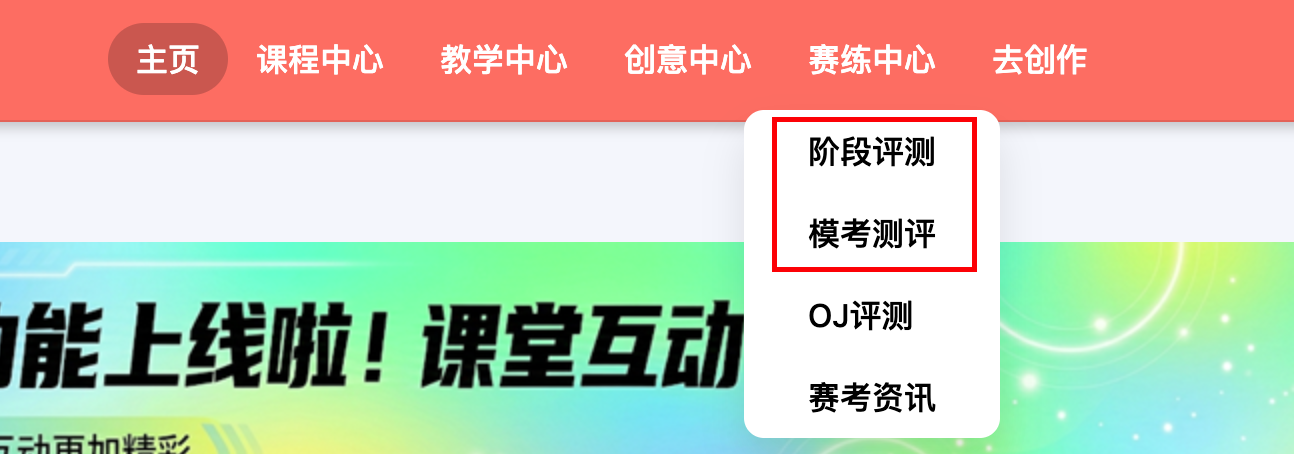 主页 课程中心 教学中心 创意中心 赛练中心 去创作
阶段评测
模考测评
OJ评测
赛考资讯
能上线啦！课堂互动
互动更加精彩